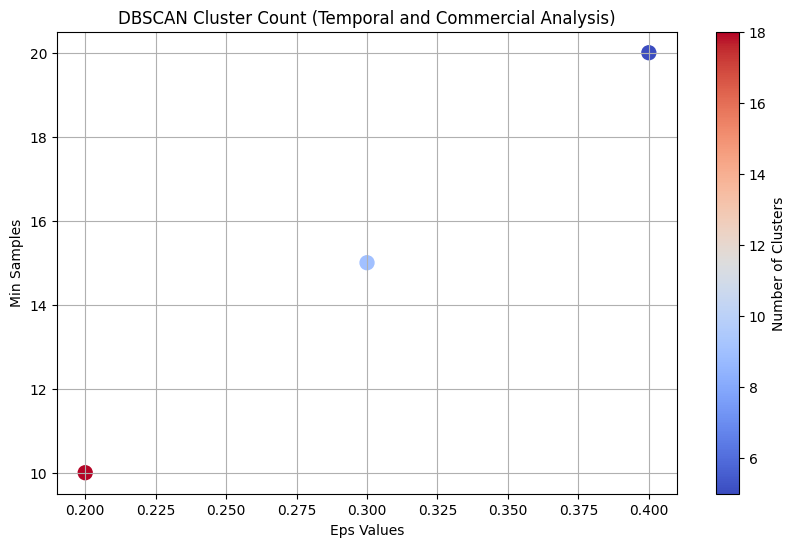 DBSCAN Cluster Count (Temporal and Commercial Analysis)
20
18
16
14
12
10
Min Samples
0.200 0.225 0.250 0.275 0.300 0.325 0.350 0.375 0.400
Eps Values
18
16
14
12
10
8
6
Number of Clusters